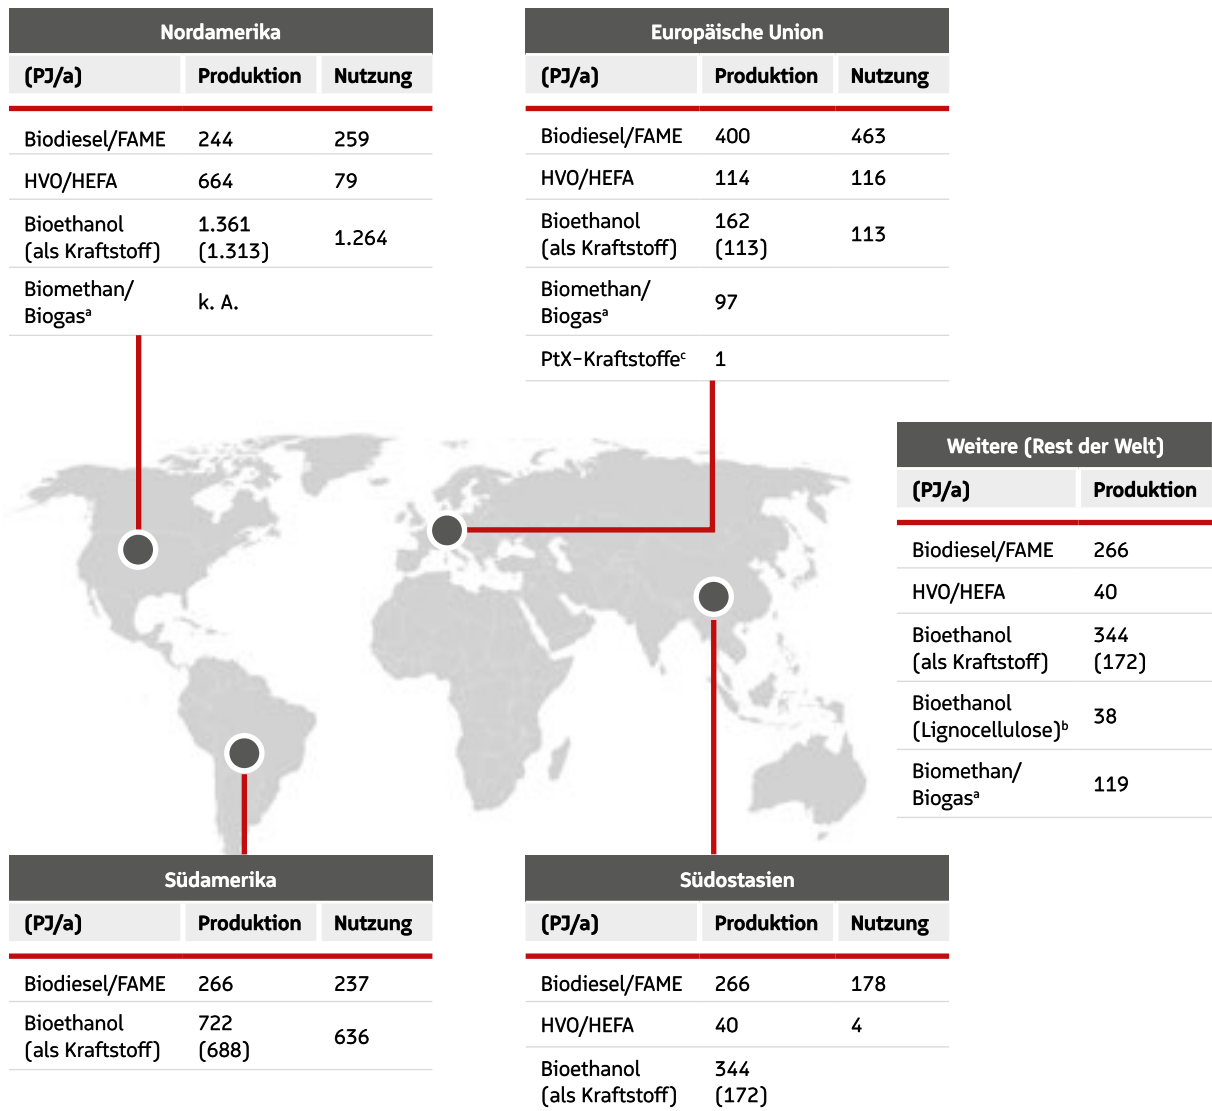 Nordamerika
(PJ/a) Produktion Nutzung
Biodiesel/FAME 244 259
HVO/HEFA 664 79
Bioethanol 1.361
(als Kraftstoff) (1.313) 1.264
Biomethan/
Biogasᵃ k. A.
Europäische Union
(PJ/a) Produktion Nutzung
Biodiesel/FAME 400 463
HVO/HEFA 114 116
Bioethanol 162
(als Kraftstoff) (113) 113
Biomethan/
Biogasᵃ 97
PtX-Kraftstoffeᶜ 1
Weitere (Rest der Welt)
(PJ/a) Produktion
Biodiesel/FAME 266
HVO/HEFA 40
Bioethanol 344
(als Kraftstoff) (172)
Bioethanol
(Lignocellulose)ᵇ 38
Biomethan/
Biogasᵃ 119
Südamerika
(PJ/a) Produktion Nutzung
Biodiesel/FAME 266 237
Bioethanol 722
(als Kraftstoff) (688) 636
Südostasien
(PJ/a) Produktion Nutzung
Biodiesel/FAME 266 178
HVO/HEFA 40 4
Bioethanol 344
(als Kraftstoff) (172)